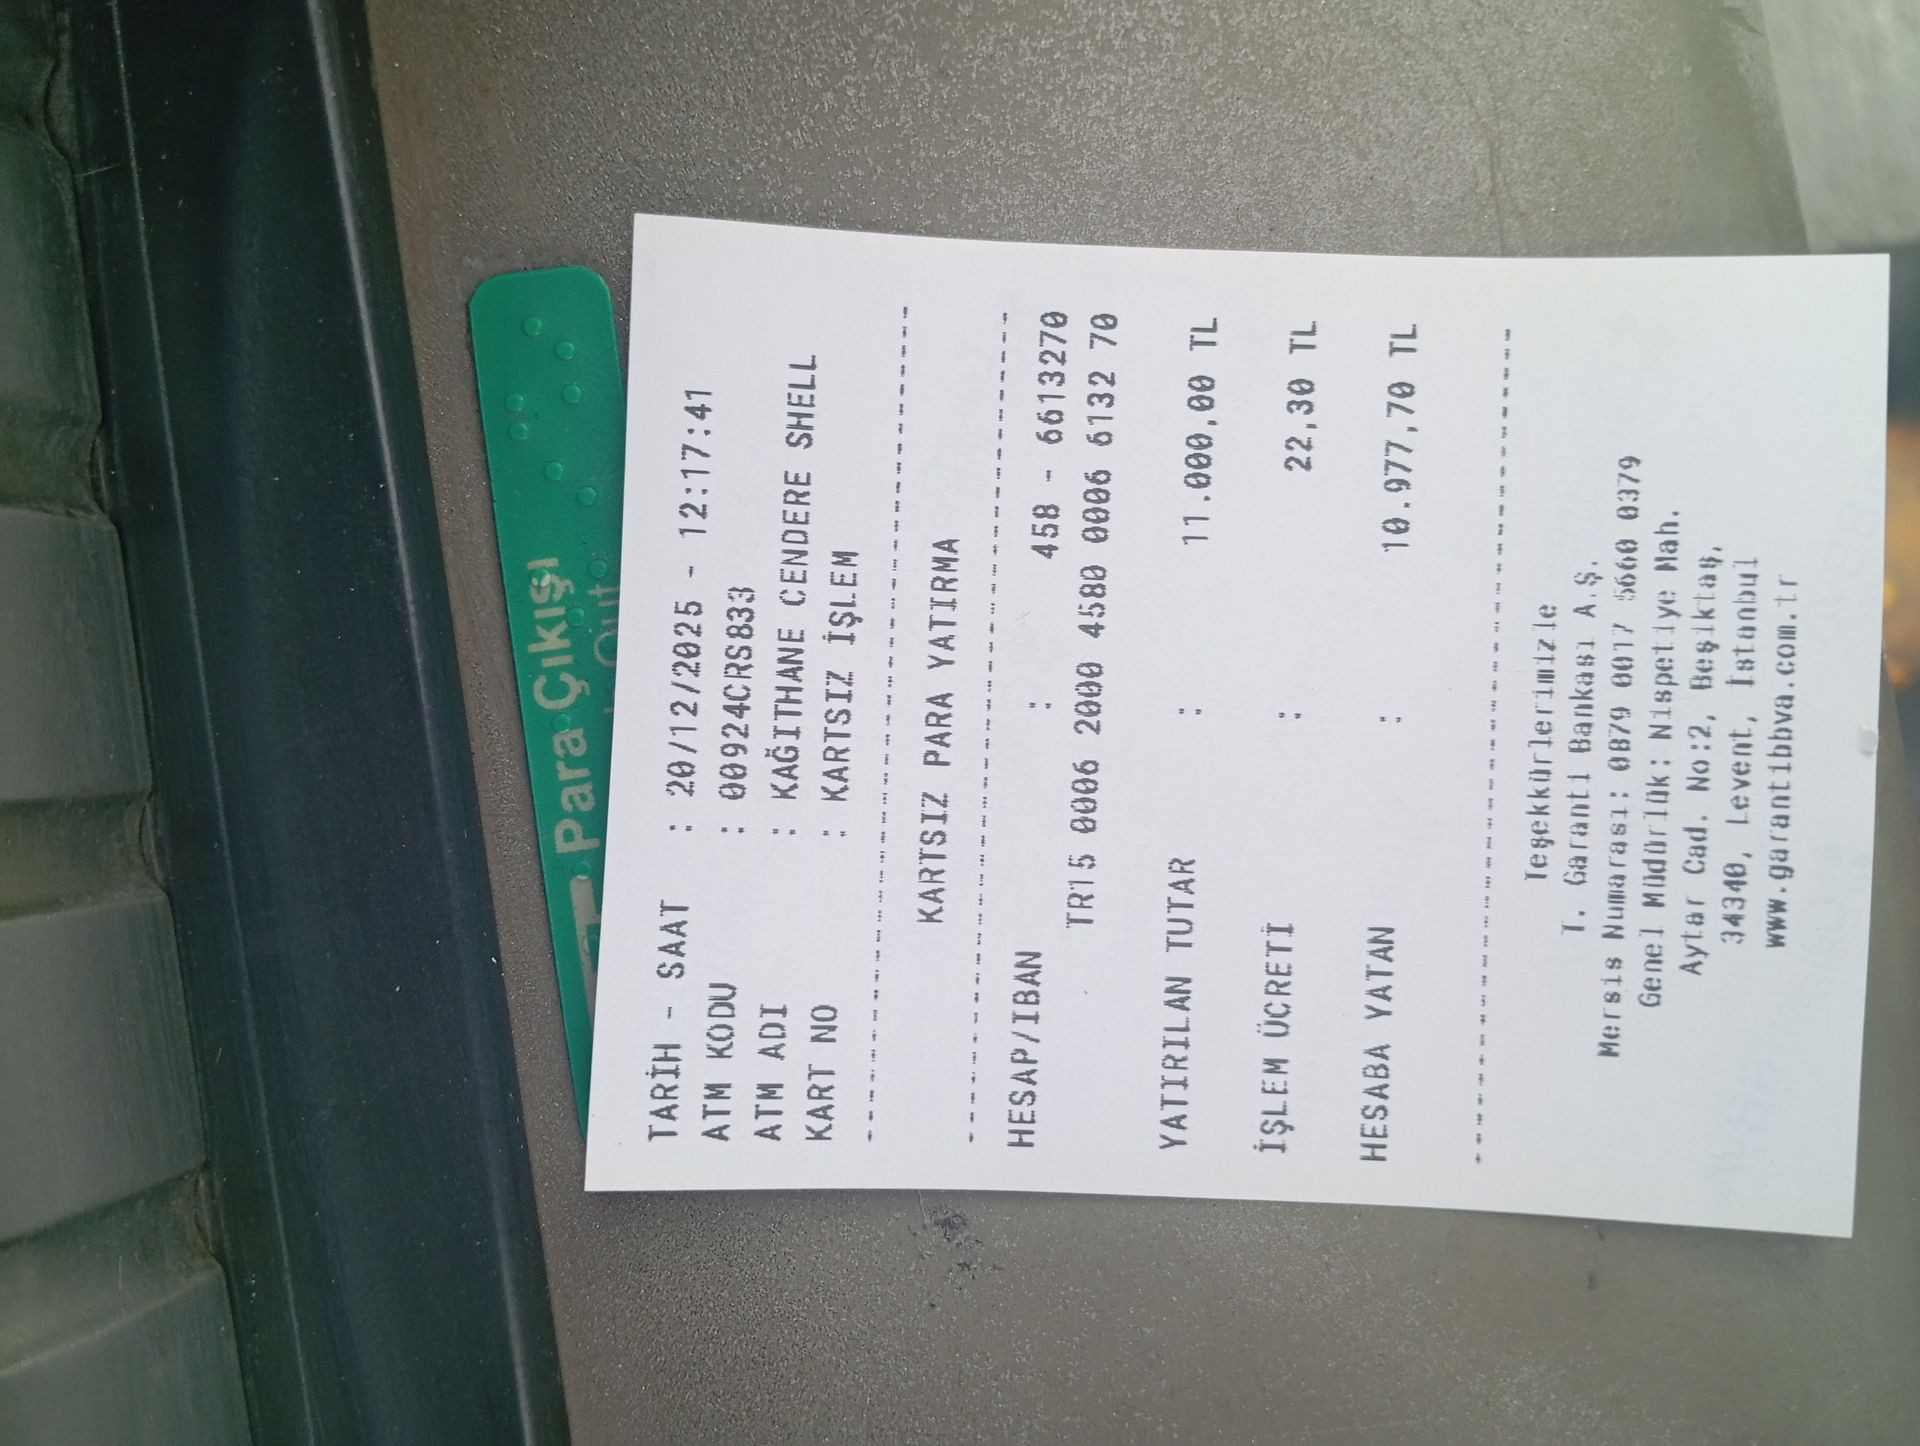 Para Çıkışı
TARİH - SAAT : 20/12/2025 - 12:17:41
ATM KODU : 00924CRS833
ATM ADI : KAĞITHANE CENDERE SHELL
KART NO : KARTSIZ İŞLEM
KARTSIZ PARA YATIRMA
HESAP/IBAN : 458 - 6613270
TR15 0006 2000 4580 0006 6132 70
YATIRILAN TUTAR : 11.000,00 TL
İŞLEM ÜCRETİ : 22,30 TL
HESABA YATAN : 10.977,70 TL
Teşekkürlerimizle
T. Garanti Bankası A.Ş.
Mersis Numarası: 0879 0017 5660 0379
Genel Müdürlük: Nispetiye Mah.
Aytar Cad. No:2, Beşiktaş,
34340, Levent, İstanbul
www.garantibbva.com.tr